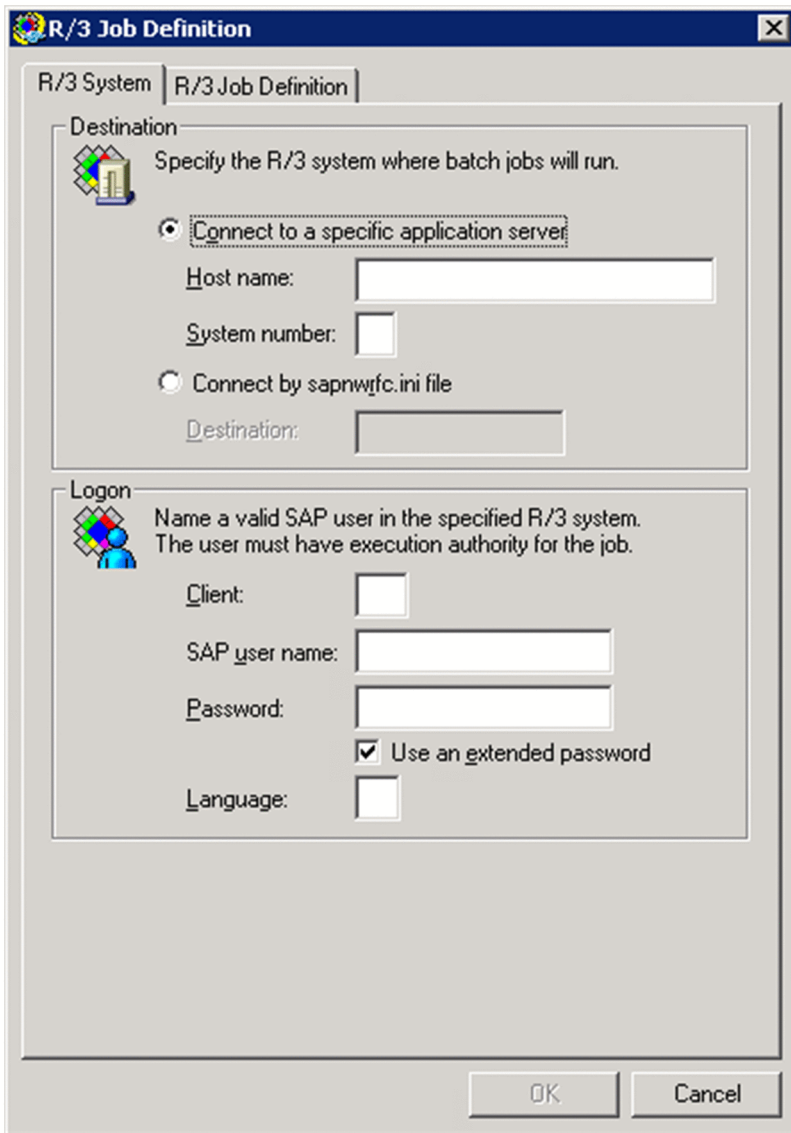 R/3 Job Definition
R/3 System
R/3 Job Definition
Destination
Specify the R/3 system where batch jobs will run.
Connect to a specific application server
Host name:
System number:
Connect by sapnwrfc.ini file
Destination:
Logon
Name a valid SAP user in the specified R/3 system.
The user must have execution authority for the job.
Client:
SAP user name:
Password:
Use an extended password
Language:
OK
Cancel